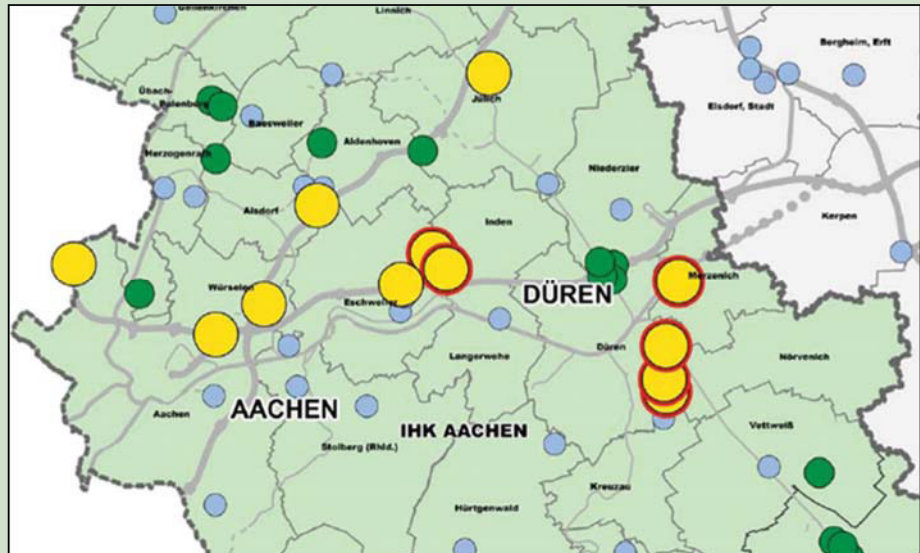 Geilenkirchen
Linnich
Bergheim, Erft
Übach-
Palenberg
Jülich
Elsdorf, Stadt
Baesweiler
Aldenhoven
Herzogenrath
Niederzier
Alsdorf
Inden
Kerpen
Merzenich
Würselen
Eschweiler
DÜREN
Düren
Langerwehe
Nörvenich
Aachen
AACHEN
IHK AACHEN
Vettweiß
Stolberg (Rhld.)
Kreuzau
Hürtgenwald